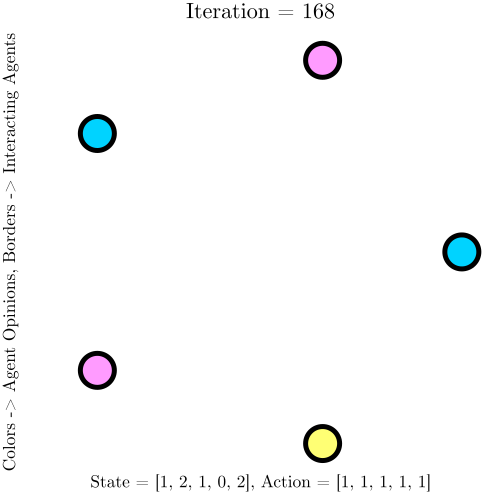 Iteration = 168
Colors -> Agent Opinions, Borders -> Interacting Agents
State = [1, 2, 1, 0, 2], Action = [1, 1, 1, 1, 1]